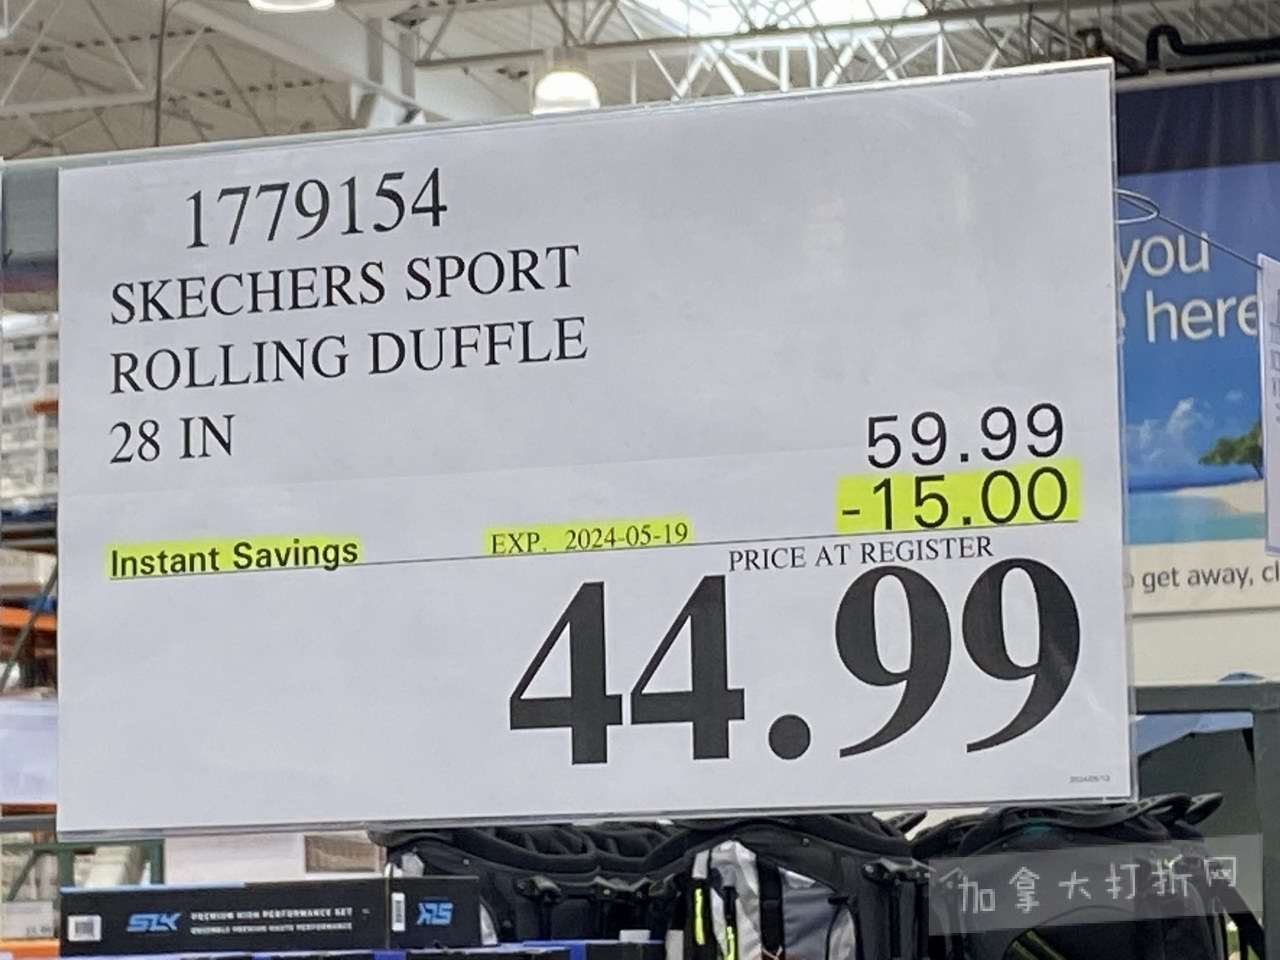 1779154
SKECHERS SPORT
ROLLING DUFFLE
28 IN
59.99
-15.00
Instant Savings
EXP. 2024-05-19
PRICE AT REGISTER
44.99
you
here
get away, cl
SLK PREMIUM HIGH PERFORMANCE NET
加拿大打折网